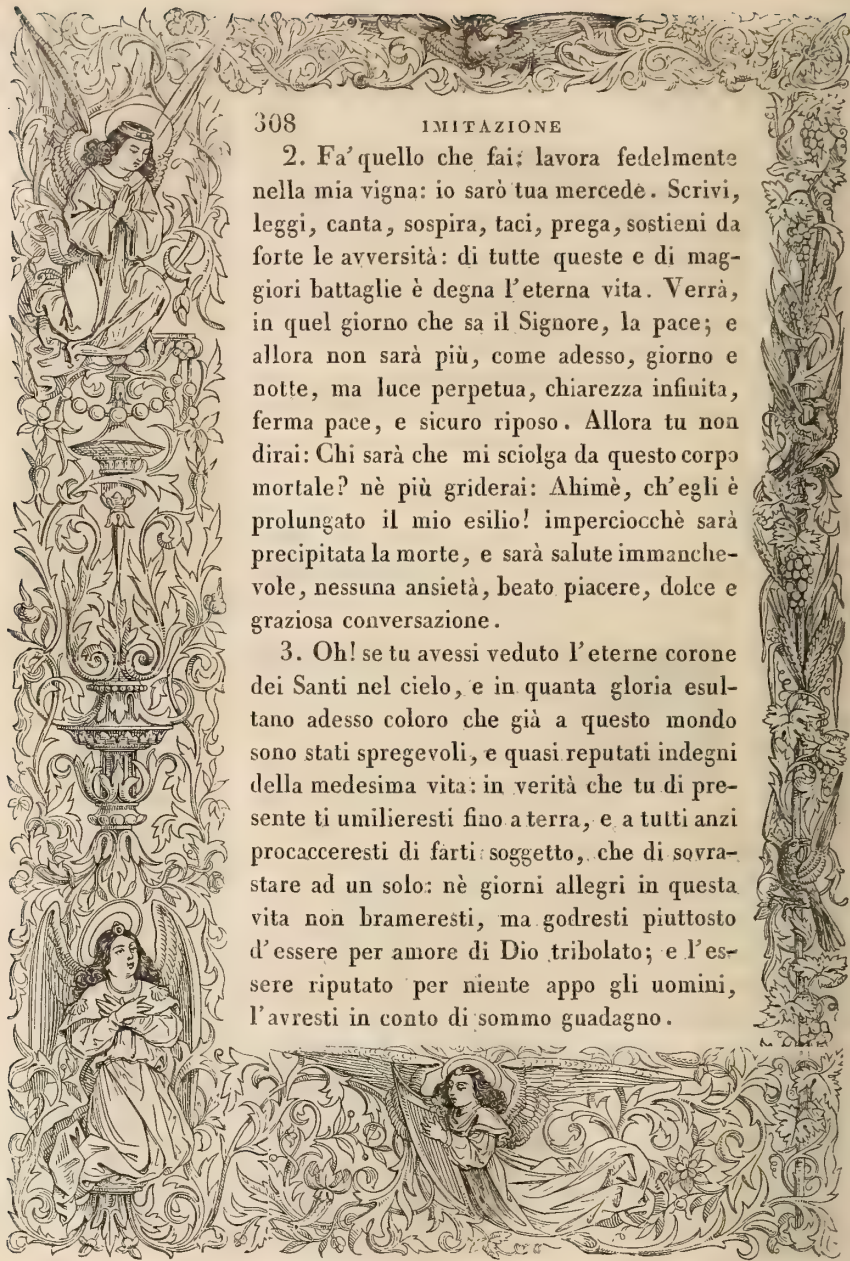 308 IMITAZIONE
2. Fa' quello che fai; lavora fedelmente
nella mia vigna: io sarò tua mercede. Scrivi,
leggi, canta, sospira, taci, prega, sostieni da
forte le avversità: di tutte queste e di mag-
giori battaglie è degna l'eterna vita. Verrà,
in quel giorno che sa il Signore, la pace; e
allora non sarà più, come adesso, giorno e
notte, ma luce perpetua, chiarezza infinita,
ferma pace, e sicuro riposo. Allora tu non
dirai: Chi sarà che mi sciolga da questo corpo
mortale? nè più griderai: Ahimè, ch'egli è
prolungato il mio esilio! imperciocchè sarà
precipitata la morte, e sarà salute immanche-
vole, nessuna ansietà, beato piacere, dolce e
graziosa conversazione.
3. Oh! se tu avessi veduto l'eterne corone
dei Santi nel cielo, e in quanta gloria esul-
tano adesso coloro che già a questo mondo
sono stati spregevoli, e quasi reputati indegni
della medesima vita: in verità che tu di pre-
sente ti umilieresti fino a terra, e a tutti anzi
procacceresti di farti soggetto, che di sovra-
stare ad un solo: nè giorni allegri in questa
vita non brameresti, ma godresti piuttosto
d'essere per amore di Dio tribolato; e l'es-
sere riputato per niente appo gli uomini,
l'avresti in conto di sommo guadagno.